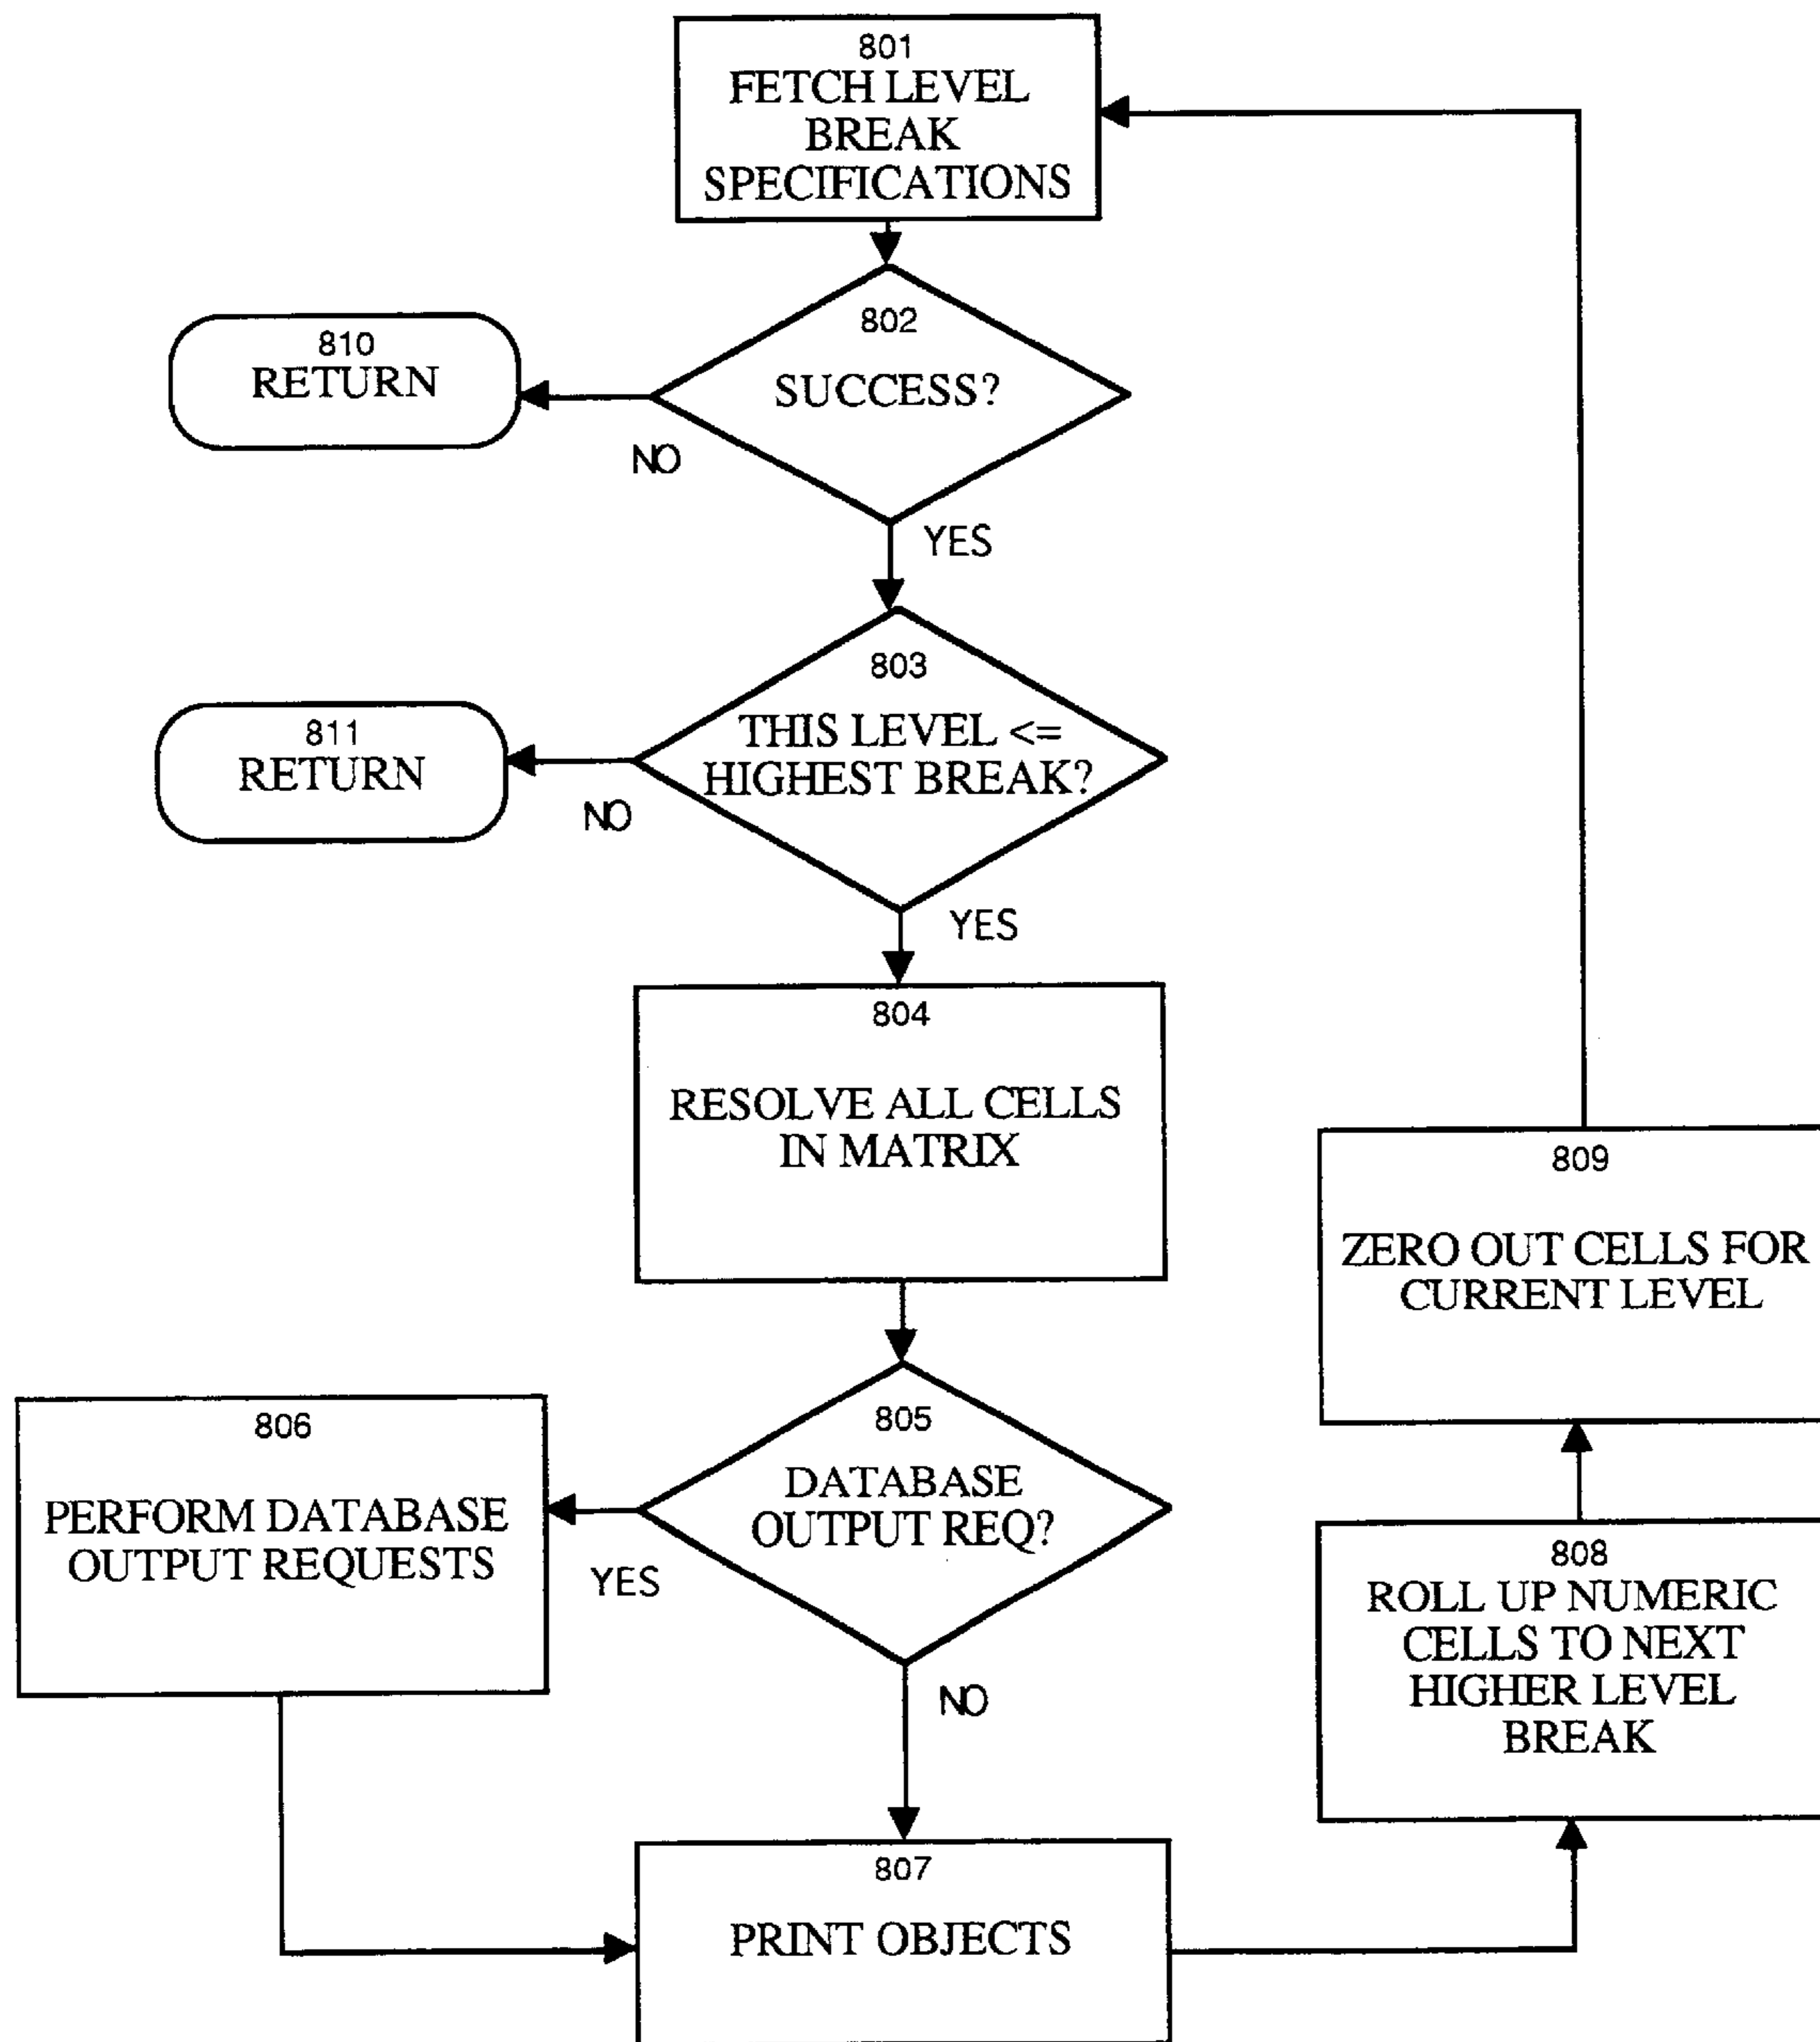 801
FETCH LEVEL
BREAK
SPECIFICATIONS
802
SUCCESS?
810
RETURN
NO
YES
803
THIS LEVEL <=
HIGHEST BREAK?
811
RETURN
NO
YES
804
RESOLVE ALL CELLS
IN MATRIX
805
DATABASE
OUTPUT REQ?
806
PERFORM DATABASE
OUTPUT REQUESTS
YES
NO
807
PRINT OBJECTS
808
ROLL UP NUMERIC
CELLS TO NEXT
HIGHER LEVEL
BREAK
809
ZERO OUT CELLS FOR
CURRENT LEVEL